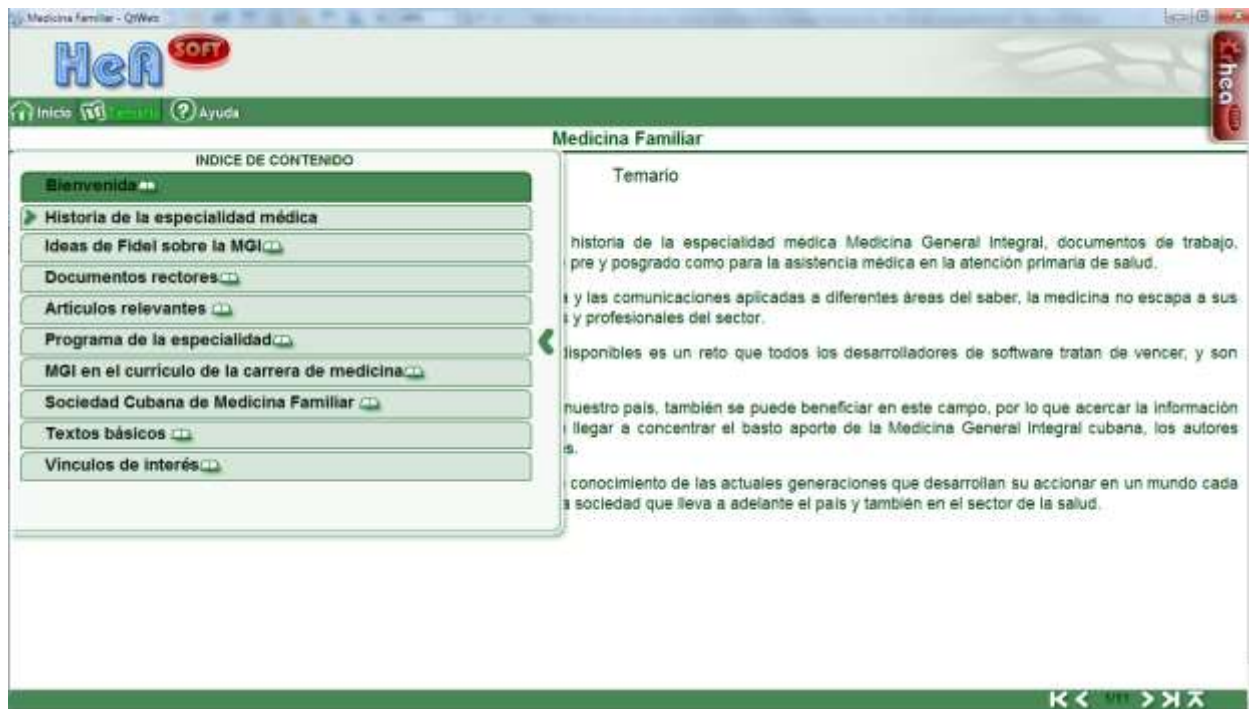 Medicina Familiar - QtWeb
HeA SOFT
Inicio Temario Ayuda
hea
Medicina Familiar
INDICE DE CONTENIDO
Bienvenida
Historia de la especialidad médica
Ideas de Fidel sobre la MGI
Documentos rectores
Articulos relevantes
Programa de la especialidad
MGI en el curriculo de la carrera de medicina
Sociedad Cubana de Medicina Familiar
Textos básicos
Vinculos de interés
Temario
historia de la especialidad médica Medicina General Integral, documentos de trabajo,
pre y posgrado como para la asistencia médica en la atención primaria de salud.
y las comunicaciones aplicadas a diferentes áreas del saber, la medicina no escapa a sus
y profesionales del sector.
disponibles es un reto que todos los desarrolladores de software tratan de vencer, y son
nuestro país, también se puede beneficiar en este campo, por lo que acercar la información
llegar a concentrar el basto aporte de la Medicina General Integral cubana, los autores
conocimiento de las actuales generaciones que desarrollan su accionar en un mundo cada
sociedad que lleva a adelante el país y también en el sector de la salud.
1/11